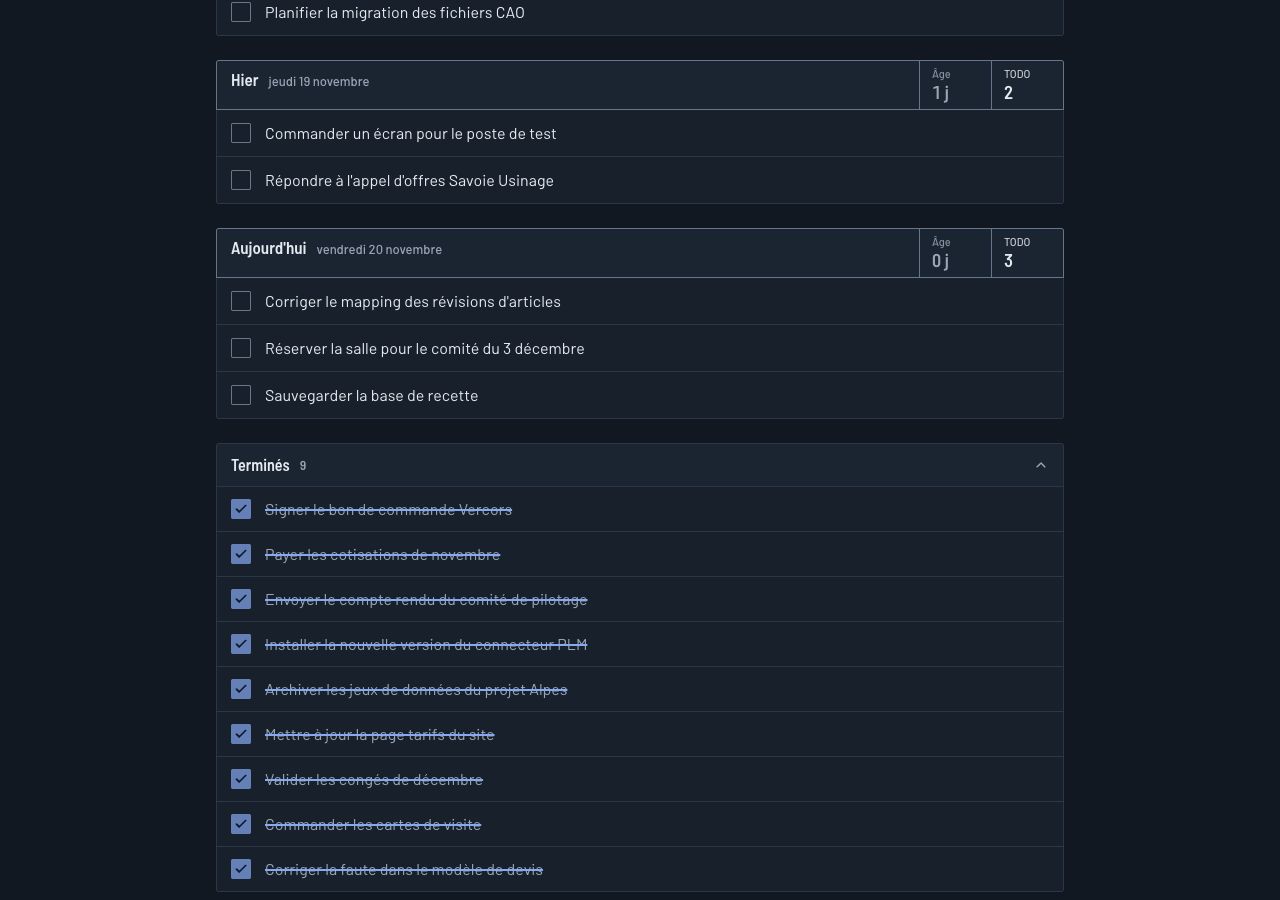 Planifier la migration des fichiers CAO
Hier jeudi 19 novembre Âge TODO
1 j 2
Commander un écran pour le poste de test
Répondre à l'appel d'offres Savoie Usinage
Aujourd'hui vendredi 20 novembre Âge TODO
0 j 3
Corriger le mapping des révisions d'articles
Réserver la salle pour le comité du 3 décembre
Sauvegarder la base de recette
Terminés 9
Signer le bon de commande Vercors
Payer les cotisations de novembre
Envoyer le compte rendu du comité de pilotage
Installer la nouvelle version du connecteur PLM
Archiver les jeux de données du projet Alpes
Mettre à jour la page tarifs du site
Valider les congés de décembre
Commander les cartes de visite
Corriger la faute dans le modèle de devis